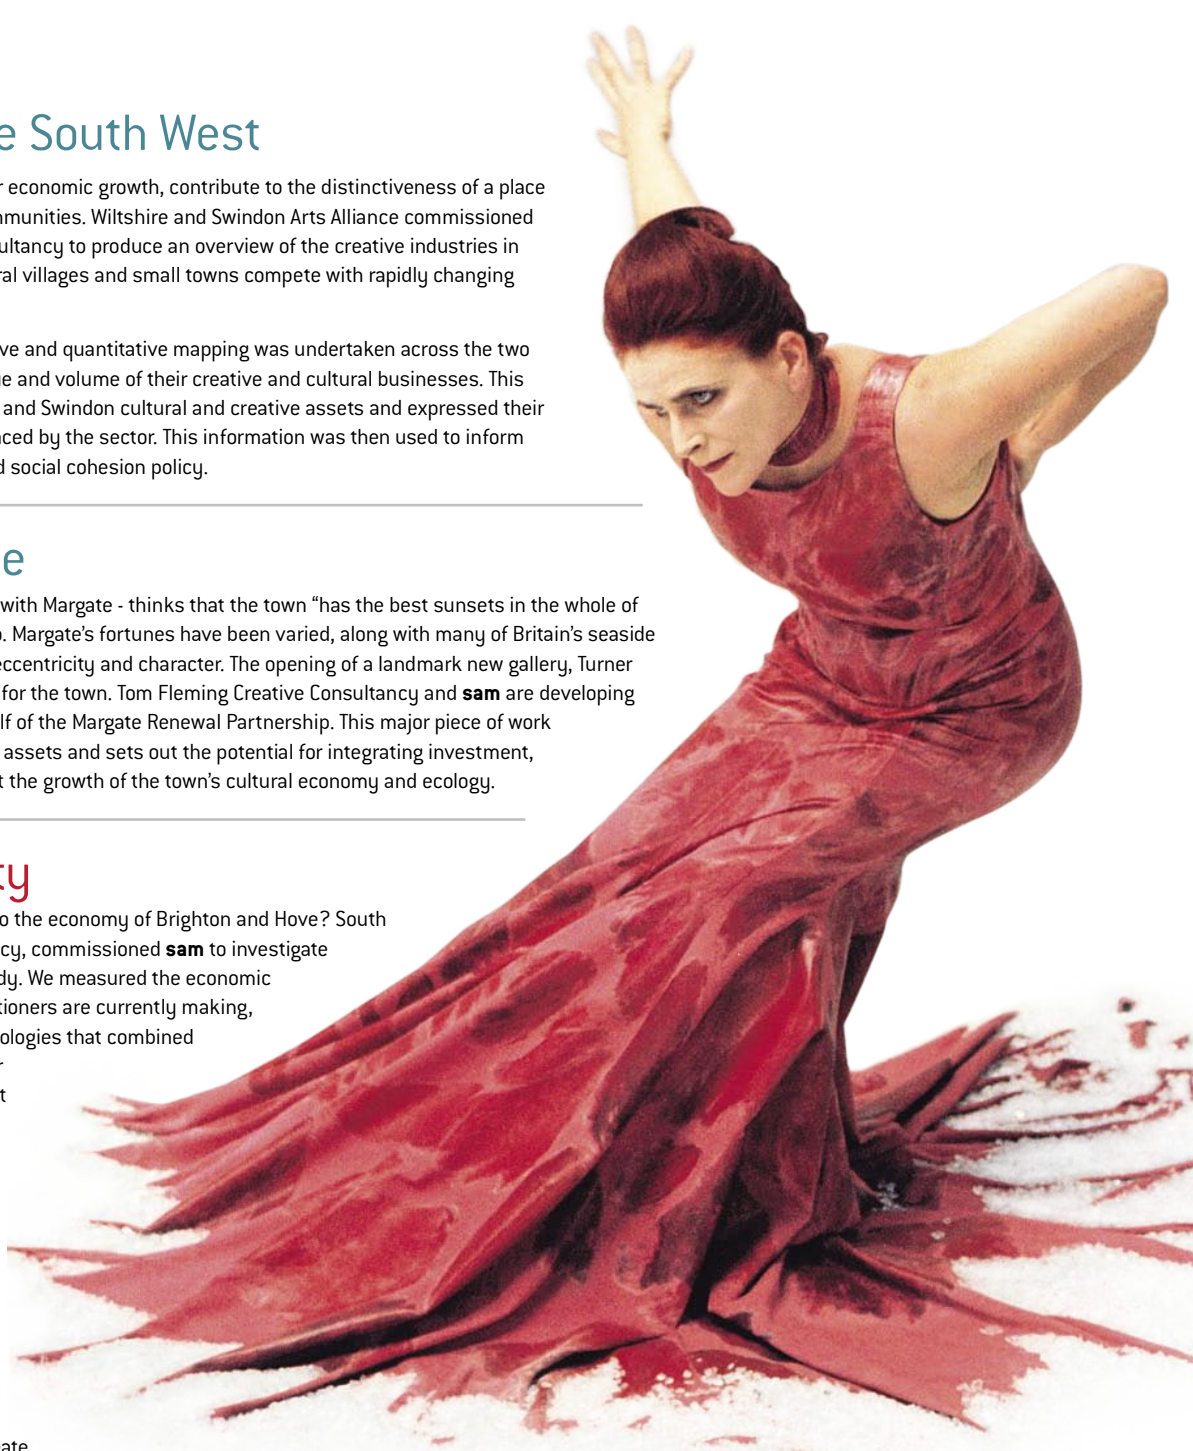 e South West
r economic growth, contribute to the distinctiveness of a place
mmunities. Wiltshire and Swindon Arts Alliance commissioned
ultancy to produce an overview of the creative industries in
ral villages and small towns compete with rapidly changing
ve and quantitative mapping was undertaken across the two
e and volume of their creative and cultural businesses. This
and Swindon cultural and creative assets and expressed their
ced by the sector. This information was then used to inform
d social cohesion policy.
e
with Margate - thinks that the town “has the best sunsets in the whole of
. Margate’s fortunes have been varied, along with many of Britain’s seaside
eccentricity and character. The opening of a landmark new gallery, Turner
for the town. Tom Fleming Creative Consultancy and sam are developing
lf of the Margate Renewal Partnership. This major piece of work
assets and sets out the potential for integrating investment,
t the growth of the town’s cultural economy and ecology.
ty
o the economy of Brighton and Hove? South
cy, commissioned sam to investigate
dy. We measured the economic
tioners are currently making,
ologies that combined
r
t
ate